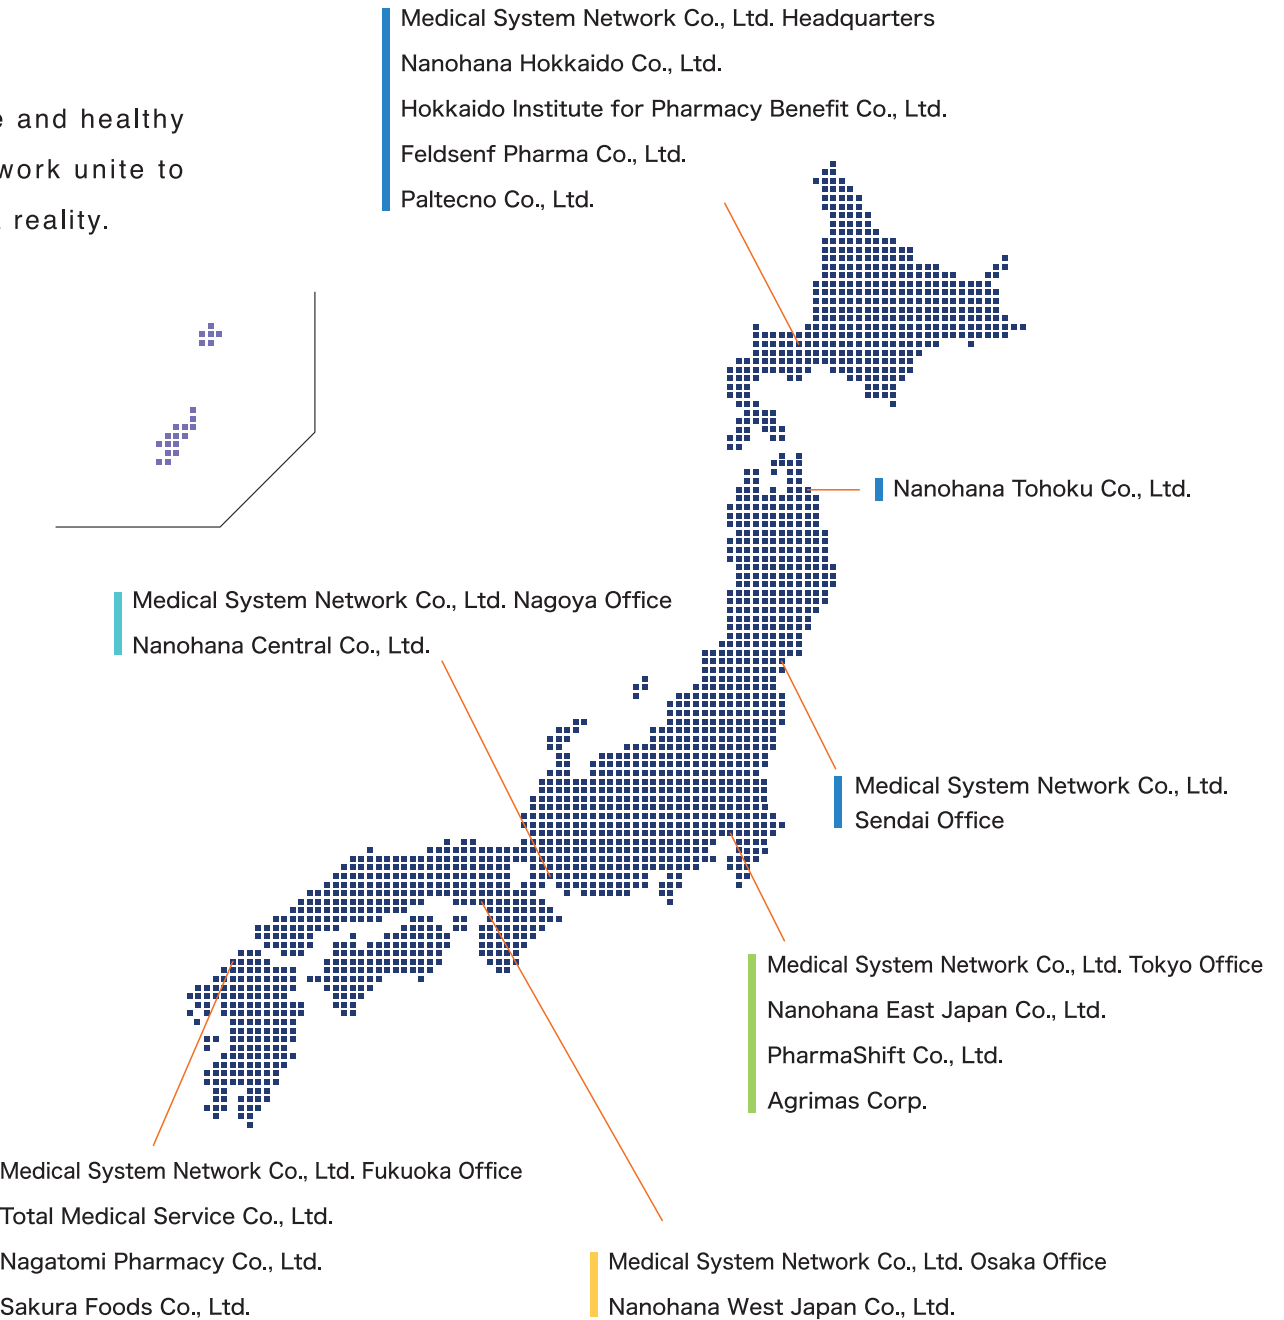 Medical System Network Co., Ltd. Headquarters
Nanohana Hokkaido Co., Ltd.
Hokkaido Institute for Pharmacy Benefit Co., Ltd.
Feldsenf Pharma Co., Ltd.
Paltecno Co., Ltd.
and healthy
work unite to
reality.
Nanohana Tohoku Co., Ltd.
Medical System Network Co., Ltd. Nagoya Office
Nanohana Central Co., Ltd.
Medical System Network Co., Ltd.
Sendai Office
Medical System Network Co., Ltd. Tokyo Office
Nanohana East Japan Co., Ltd.
PharmaShift Co., Ltd.
Agrimas Corp.
Medical System Network Co., Ltd. Fukuoka Office
Total Medical Service Co., Ltd.
Nagatomi Pharmacy Co., Ltd.
Sakura Foods Co., Ltd.
Medical System Network Co., Ltd. Osaka Office
Nanohana West Japan Co., Ltd.